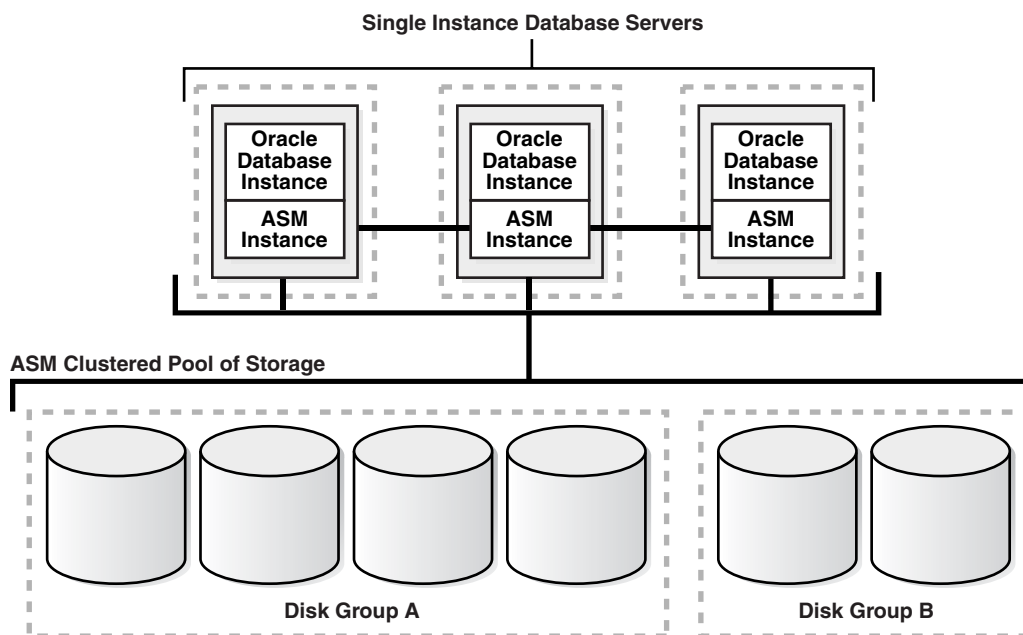 Single Instance Database Servers
Oracle
Database
Instance
ASM
Instance
Oracle
Database
Instance
ASM
Instance
Oracle
Database
Instance
ASM
Instance
ASM Clustered Pool of Storage
Disk Group A
Disk Group B